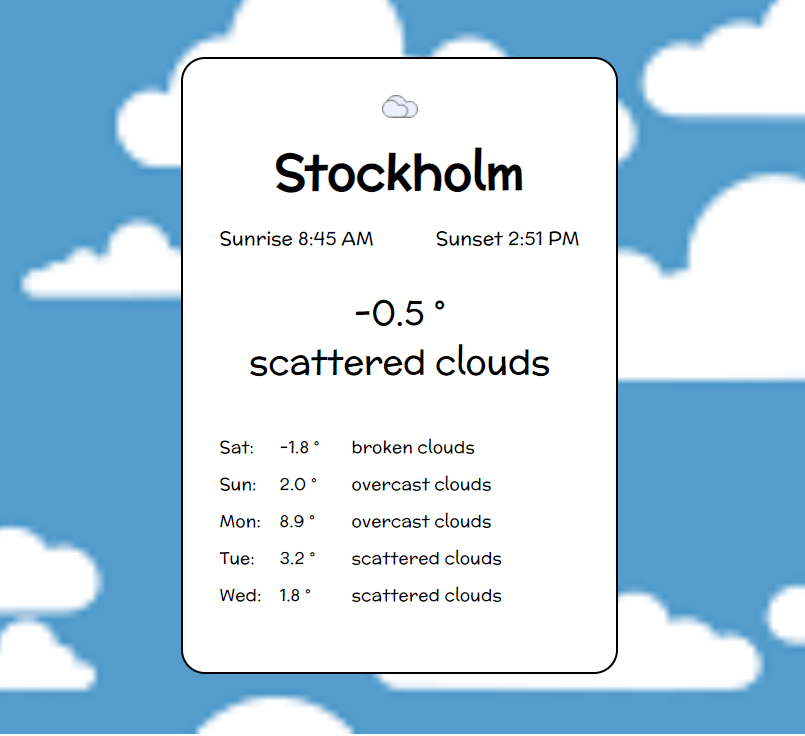 Stockholm
Sunrise 8:45 AM Sunset 2:51 PM
-0.5 °
scattered clouds
Sat: -1.8 ° broken clouds
Sun: 2.0 ° overcast clouds
Mon: 8.9 ° overcast clouds
Tue: 3.2 ° scattered clouds
Wed: 1.8 ° scattered clouds